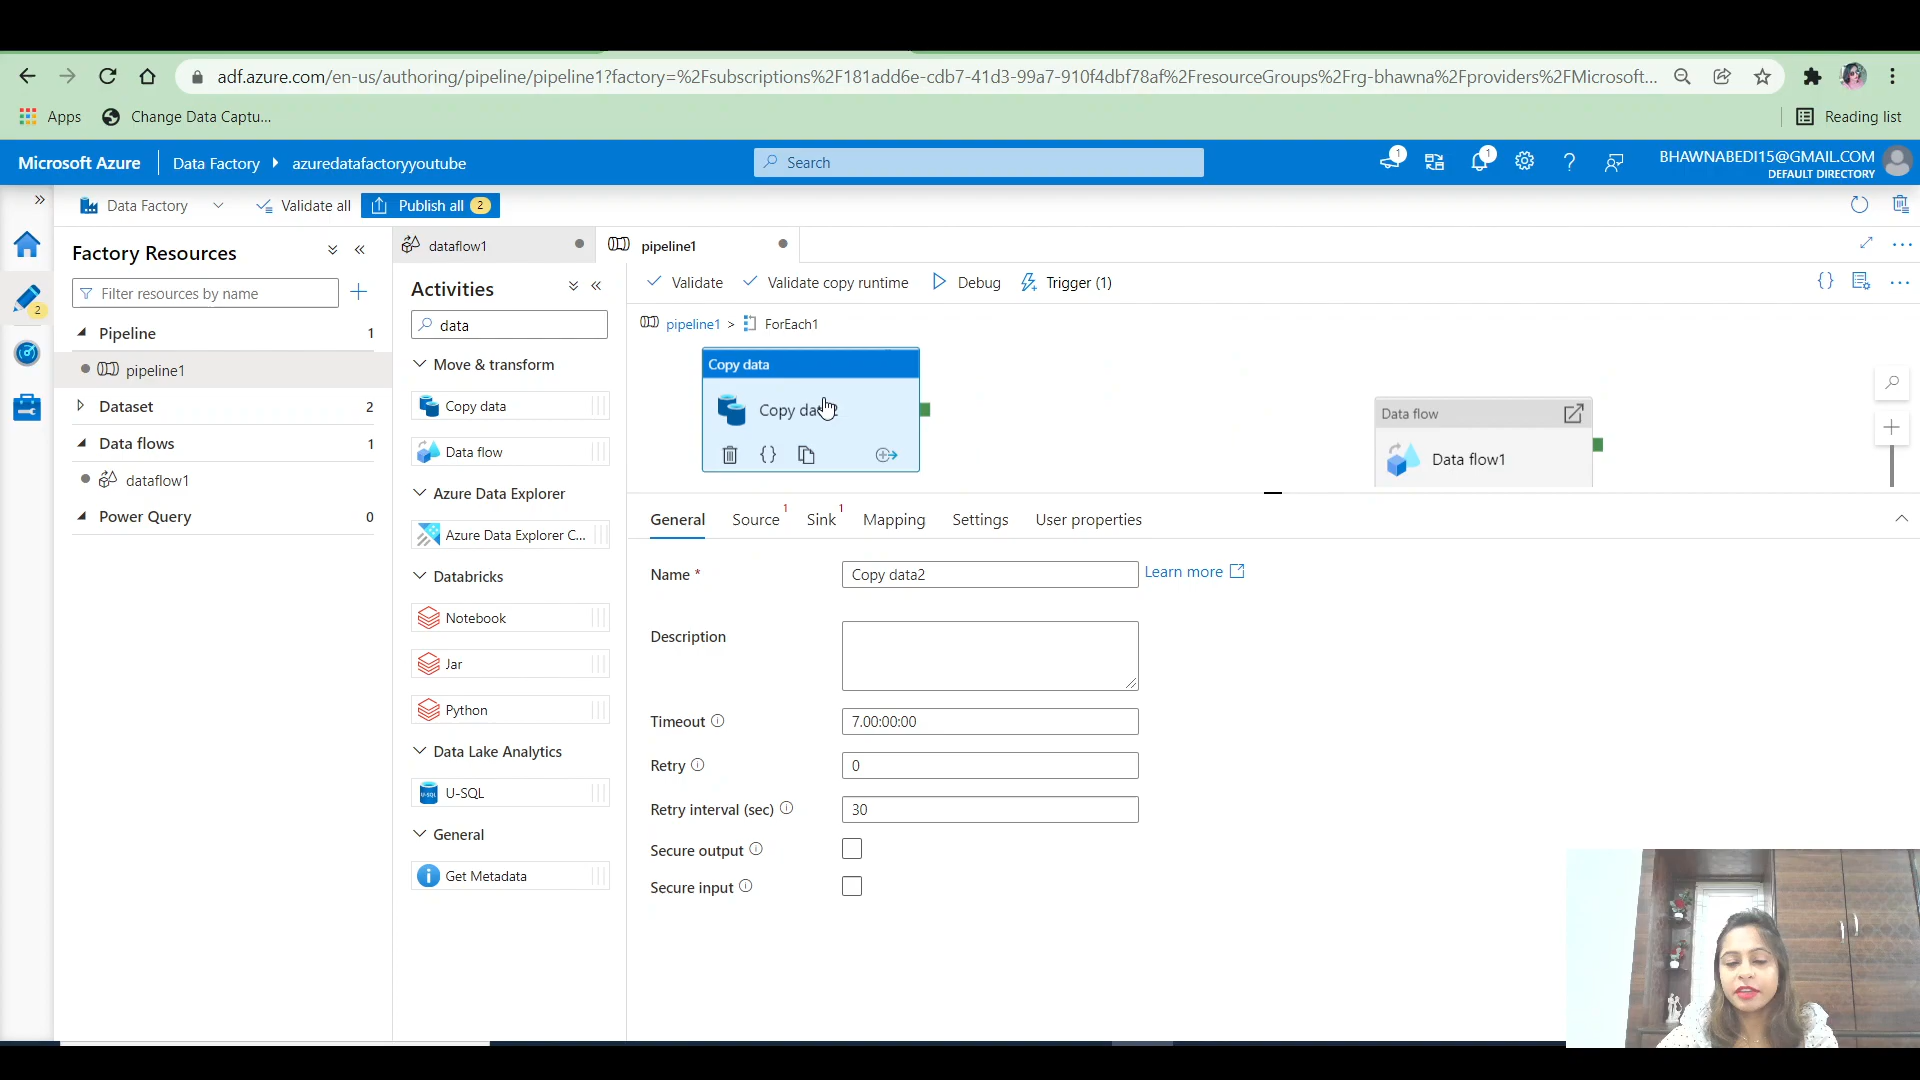 adf.azure.com/en-us/authoring/pipeline/pipeline1?factory=%2Fsubscriptions%2F181add6e-cdb7-41d3-99a7-910f4dbf78af%2FresourceGroups%2Frg-bhawna%2Fproviders%2FMicrosoft...
Apps
Change Data Captu...
Reading list
Microsoft Azure
Data Factory
azuredatafactoryyoutube
Search
1
1
BHAWNABEDI15@GMAIL.COM
DEFAULT DIRECTORY
Data Factory
Validate all
Publish all 2
2
Factory Resources
Filter resources by name
Pipeline 1
pipeline1
Dataset 2
Data flows 1
dataflow1
Power Query 0
dataflow1
pipeline1
Activities
data
Move & transform
Copy data
Data flow
Azure Data Explorer
Azure Data Explorer C...
Databricks
Notebook
Jar
Python
Data Lake Analytics
U-SQL
General
Get Metadata
Validate
Validate copy runtime
Debug
Trigger (1)
pipeline1 > ForEach1
Copy data
Data flow
Data flow1
General
Source 1
Sink 1
Mapping
Settings
User properties
Name *
Copy data2
Learn more
Description
Timeout
7.00:00:00
Retry
0
Retry interval (sec)
30
Secure output
Secure input